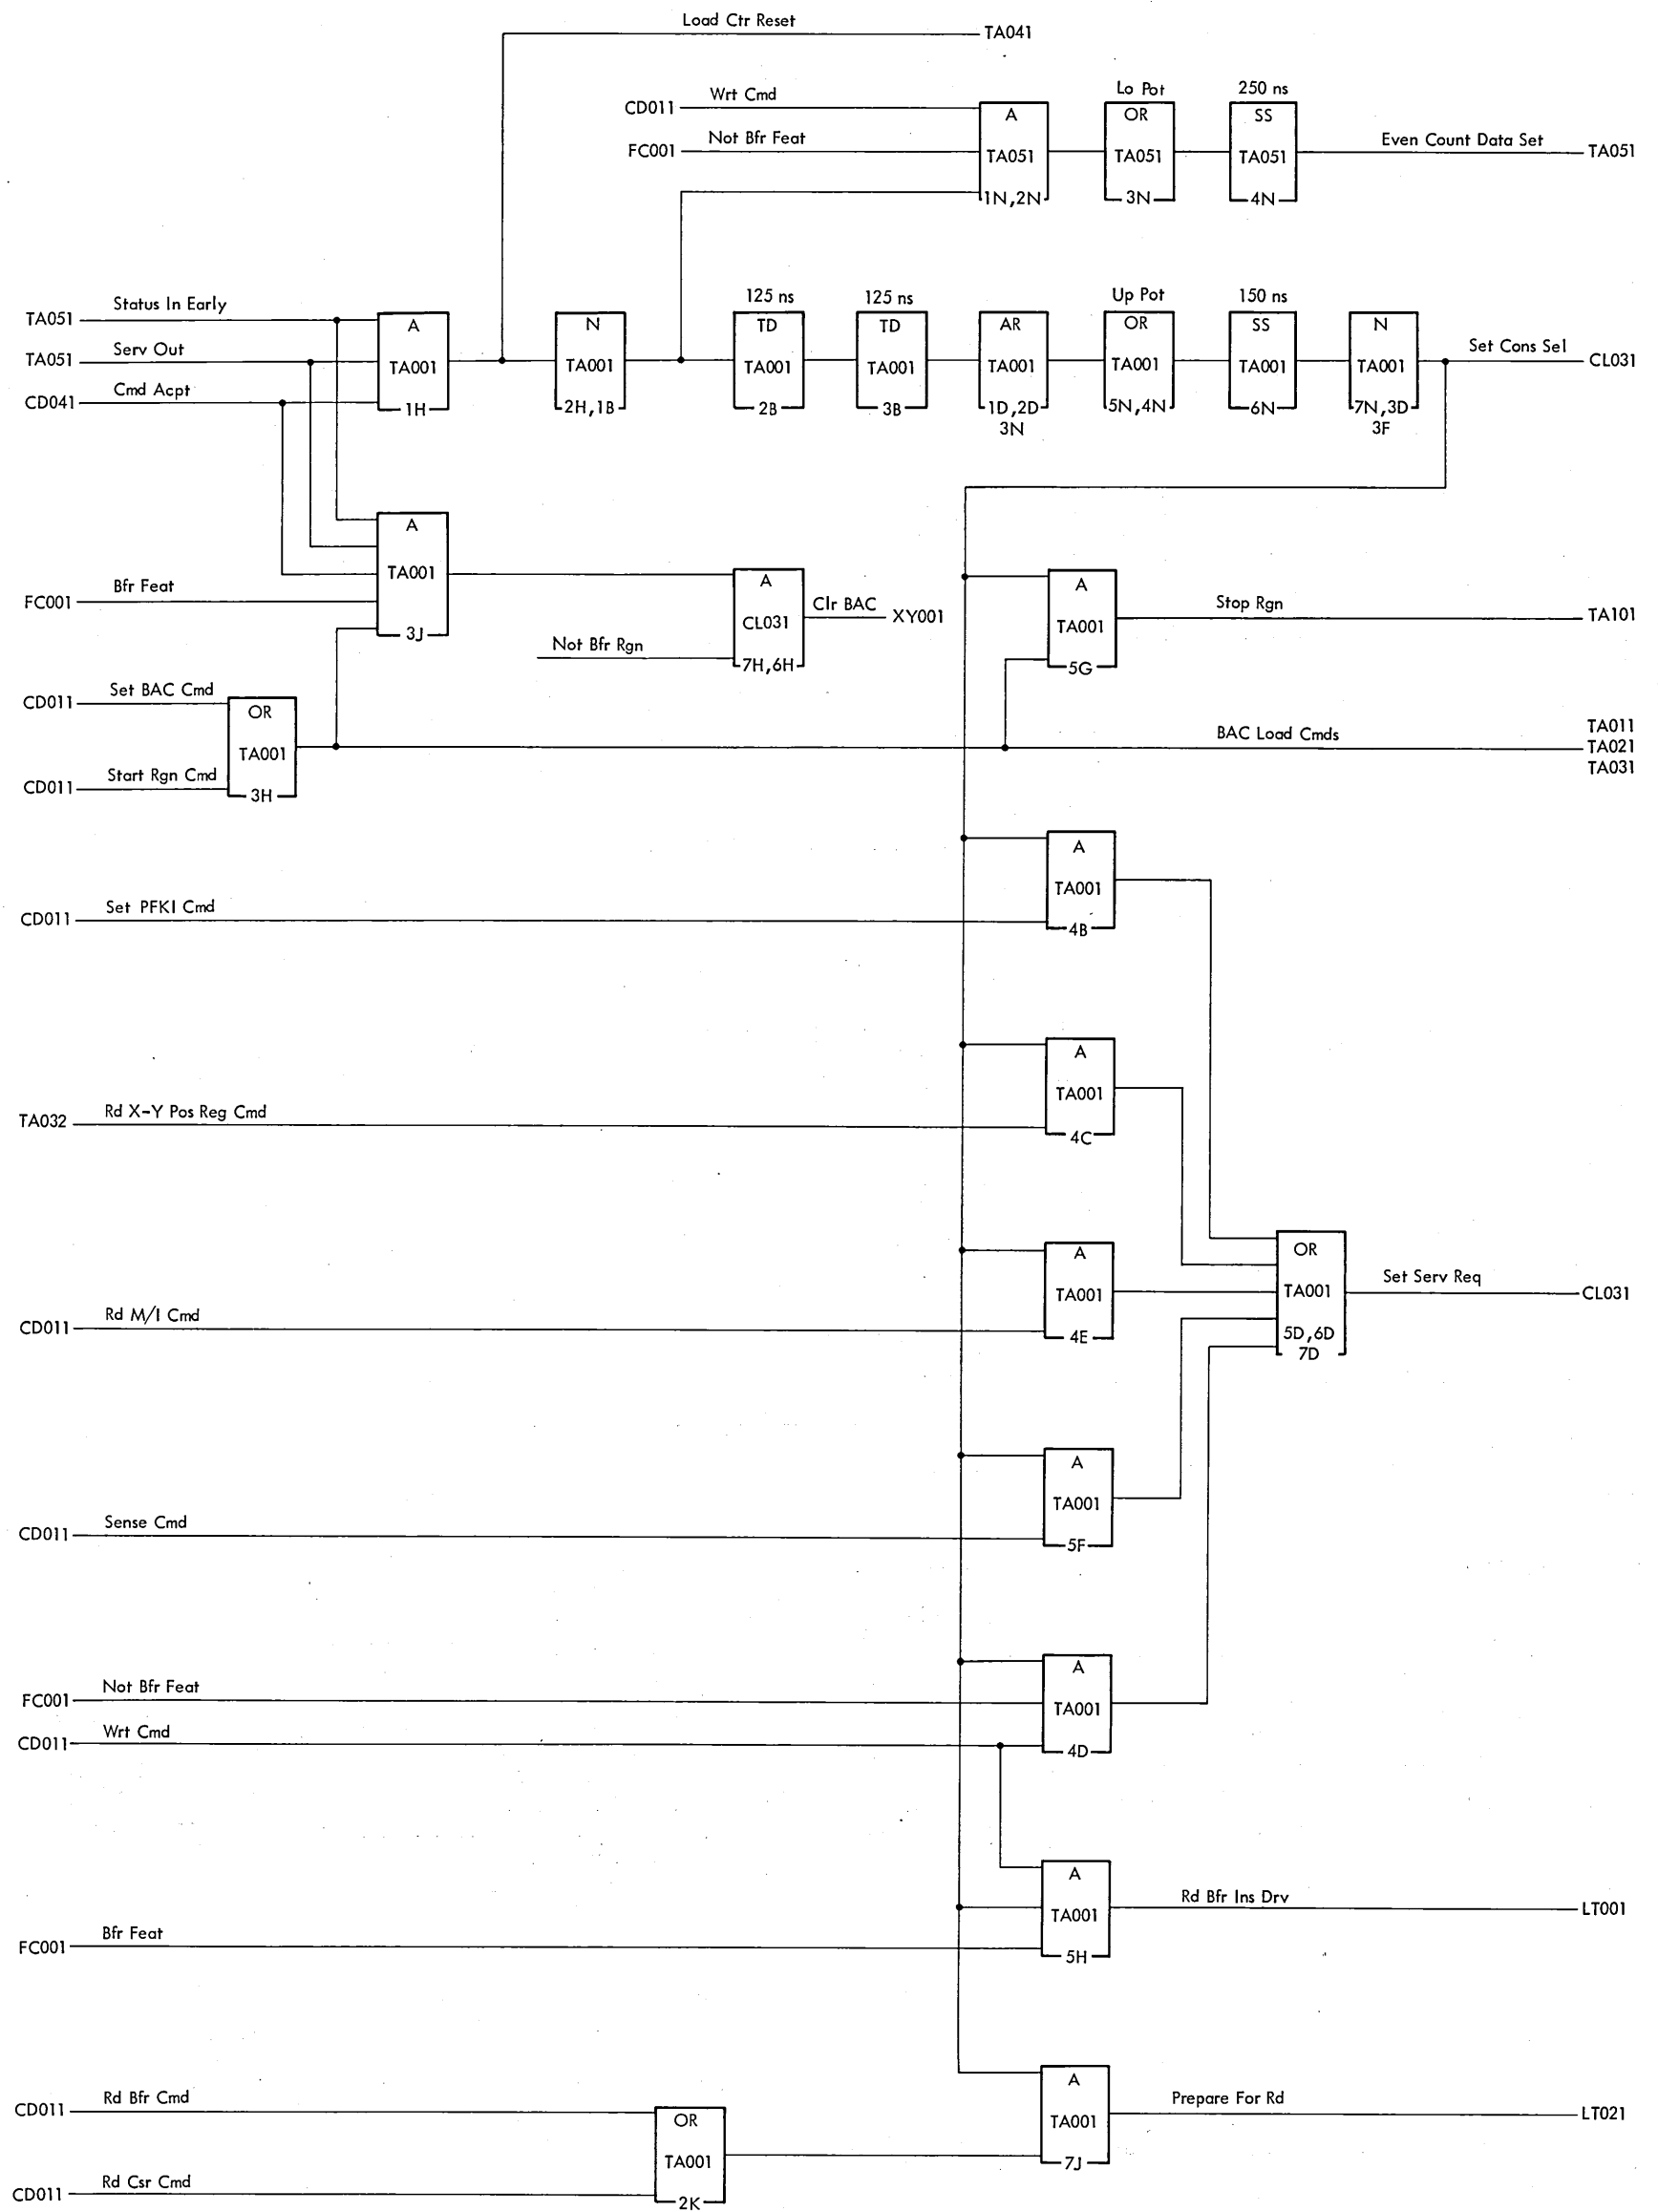 Load Ctr Reset
TA041
CD011
Wrt Cmd
FC001
Not Bfr Feat
A
TA051
1N,2N
Lo Pot
OR
TA051
3N
250 ns
SS
TA051
4N
Even Count Data Set
TA051
TA051
Status In Early
TA051
Serv Out
CD041
Cmd Acpt
A
TA001
1H
N
TA001
2H,1B
125 ns
TD
TA001
2B
125 ns
TD
TA001
3B
AR
TA001
1D,2D
3N
Up Pot
OR
TA001
5N,4N
150 ns
SS
TA001
6N
N
TA001
7N,3D
3F
Set Cons Sel
CL031
A
TA001
3J
FC001
Bfr Feat
A
CL031
7H,6H
Not Bfr Rgn
Clr BAC
XY001
A
TA001
5G
Stop Rgn
TA101
CD011
Set BAC Cmd
CD011
Start Rgn Cmd
OR
TA001
3H
BAC Load Cmds
TA011
TA021
TA031
CD011
Set PFKI Cmd
A
TA001
4B
TA032
Rd X-Y Pos Reg Cmd
A
TA001
4C
CD011
Rd M/I Cmd
A
TA001
4E
OR
TA001
5D,6D
7D
Set Serv Req
CL031
CD011
Sense Cmd
A
TA001
5F
FC001
Not Bfr Feat
CD011
Wrt Cmd
A
TA001
4D
FC001
Bfr Feat
A
TA001
5H
Rd Bfr Ins Drv
LT001
CD011
Rd Bfr Cmd
CD011
Rd Csr Cmd
OR
TA001
2K
A
TA001
7J
Prepare For Rd
LT021